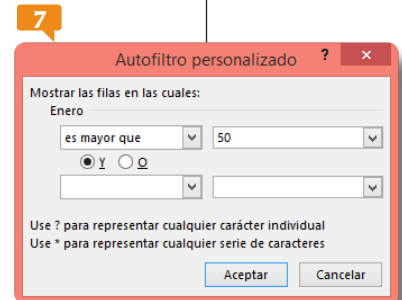 7
Autofiltro personalizado ? ×
Mostrar las filas en las cuales:
Enero
es mayor que 50
Y O
Use ? para representar cualquier carácter individual
Use * para representar cualquier serie de caracteres
Aceptar Cancelar